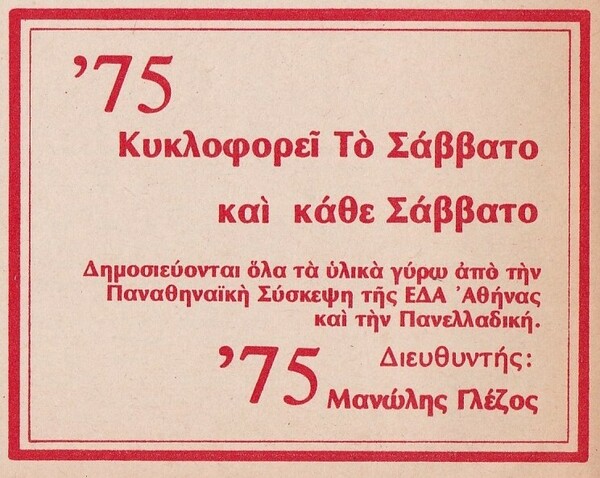 ’75
Κυκλοφορεῖ Τὸ Σάββατο
καὶ κάθε Σάββατο
Δημοσιεύονται ὅλα τὰ ὑλικὰ γύρω ἀπὸ τὴν
Παναθηναϊκὴ Σύσκεψη τῆς ΕΔΑ ’Αθήνας
καὶ τὴν Πανελλαδική.
’75 Διευθυντής:
Μανώλης Γλέζος